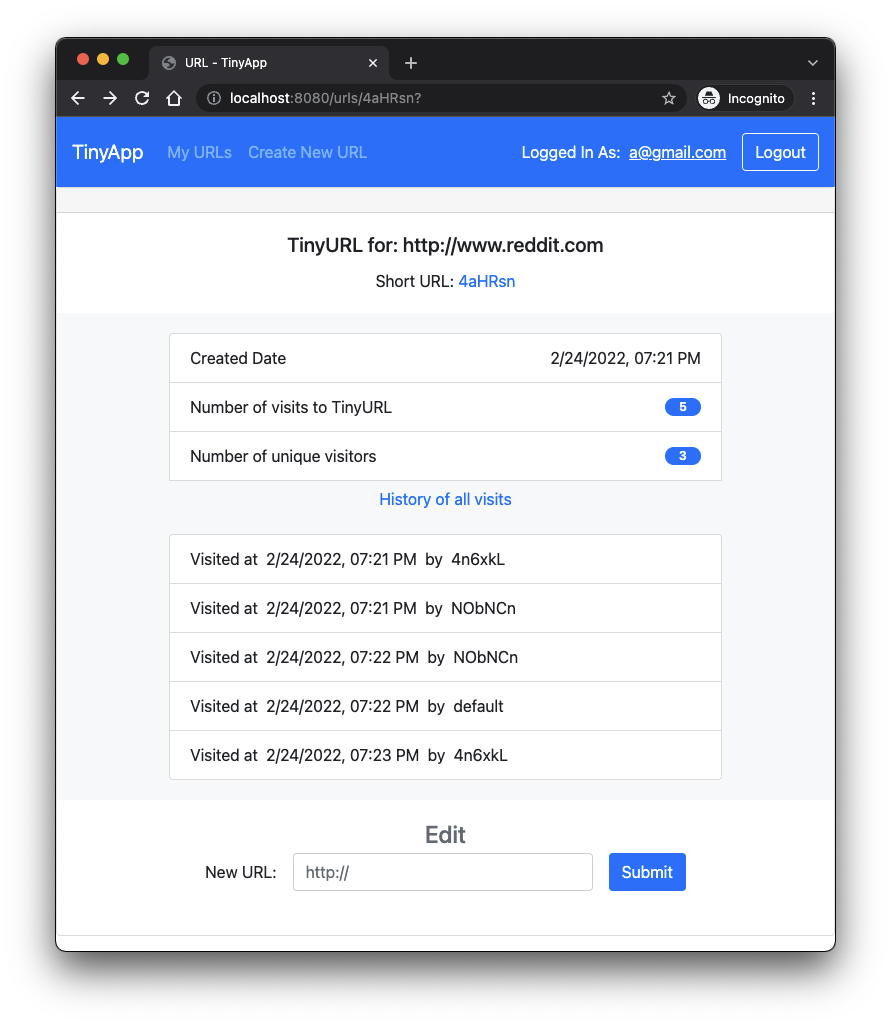 URL - TinyApp
localhost:8080/urls/4aHRsn?
Incognito
TinyApp My URLs Create New URL Logged In As: a@gmail.com Logout
TinyURL for: http://www.reddit.com
Short URL: 4aHRsn
Created Date 2/24/2022, 07:21 PM
Number of visits to TinyURL 5
Number of unique visitors 3
History of all visits
Visited at 2/24/2022, 07:21 PM by 4n6xkL
Visited at 2/24/2022, 07:21 PM by NObNCn
Visited at 2/24/2022, 07:22 PM by NObNCn
Visited at 2/24/2022, 07:22 PM by default
Visited at 2/24/2022, 07:23 PM by 4n6xkL
Edit
New URL: http:// Submit